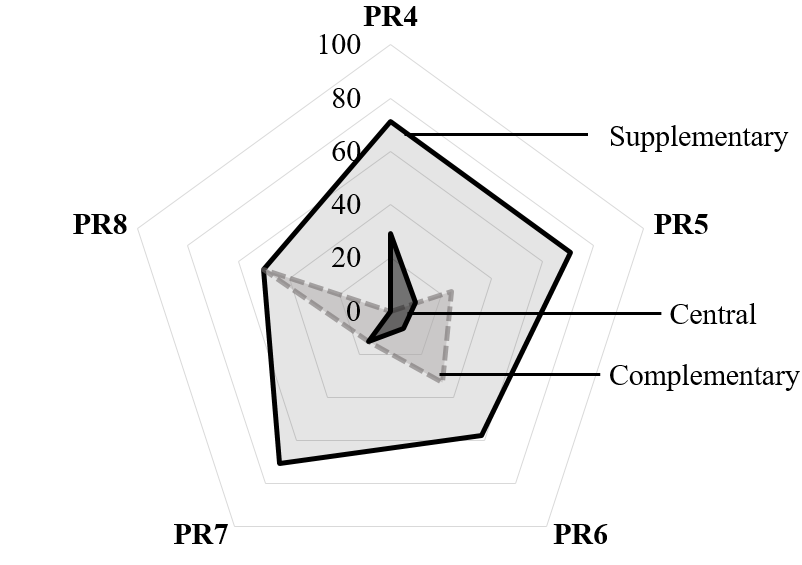 PR4
100
80
Supplementary
60
40
PR8
PR5
20
0
Central
Complementary
PR7
PR6